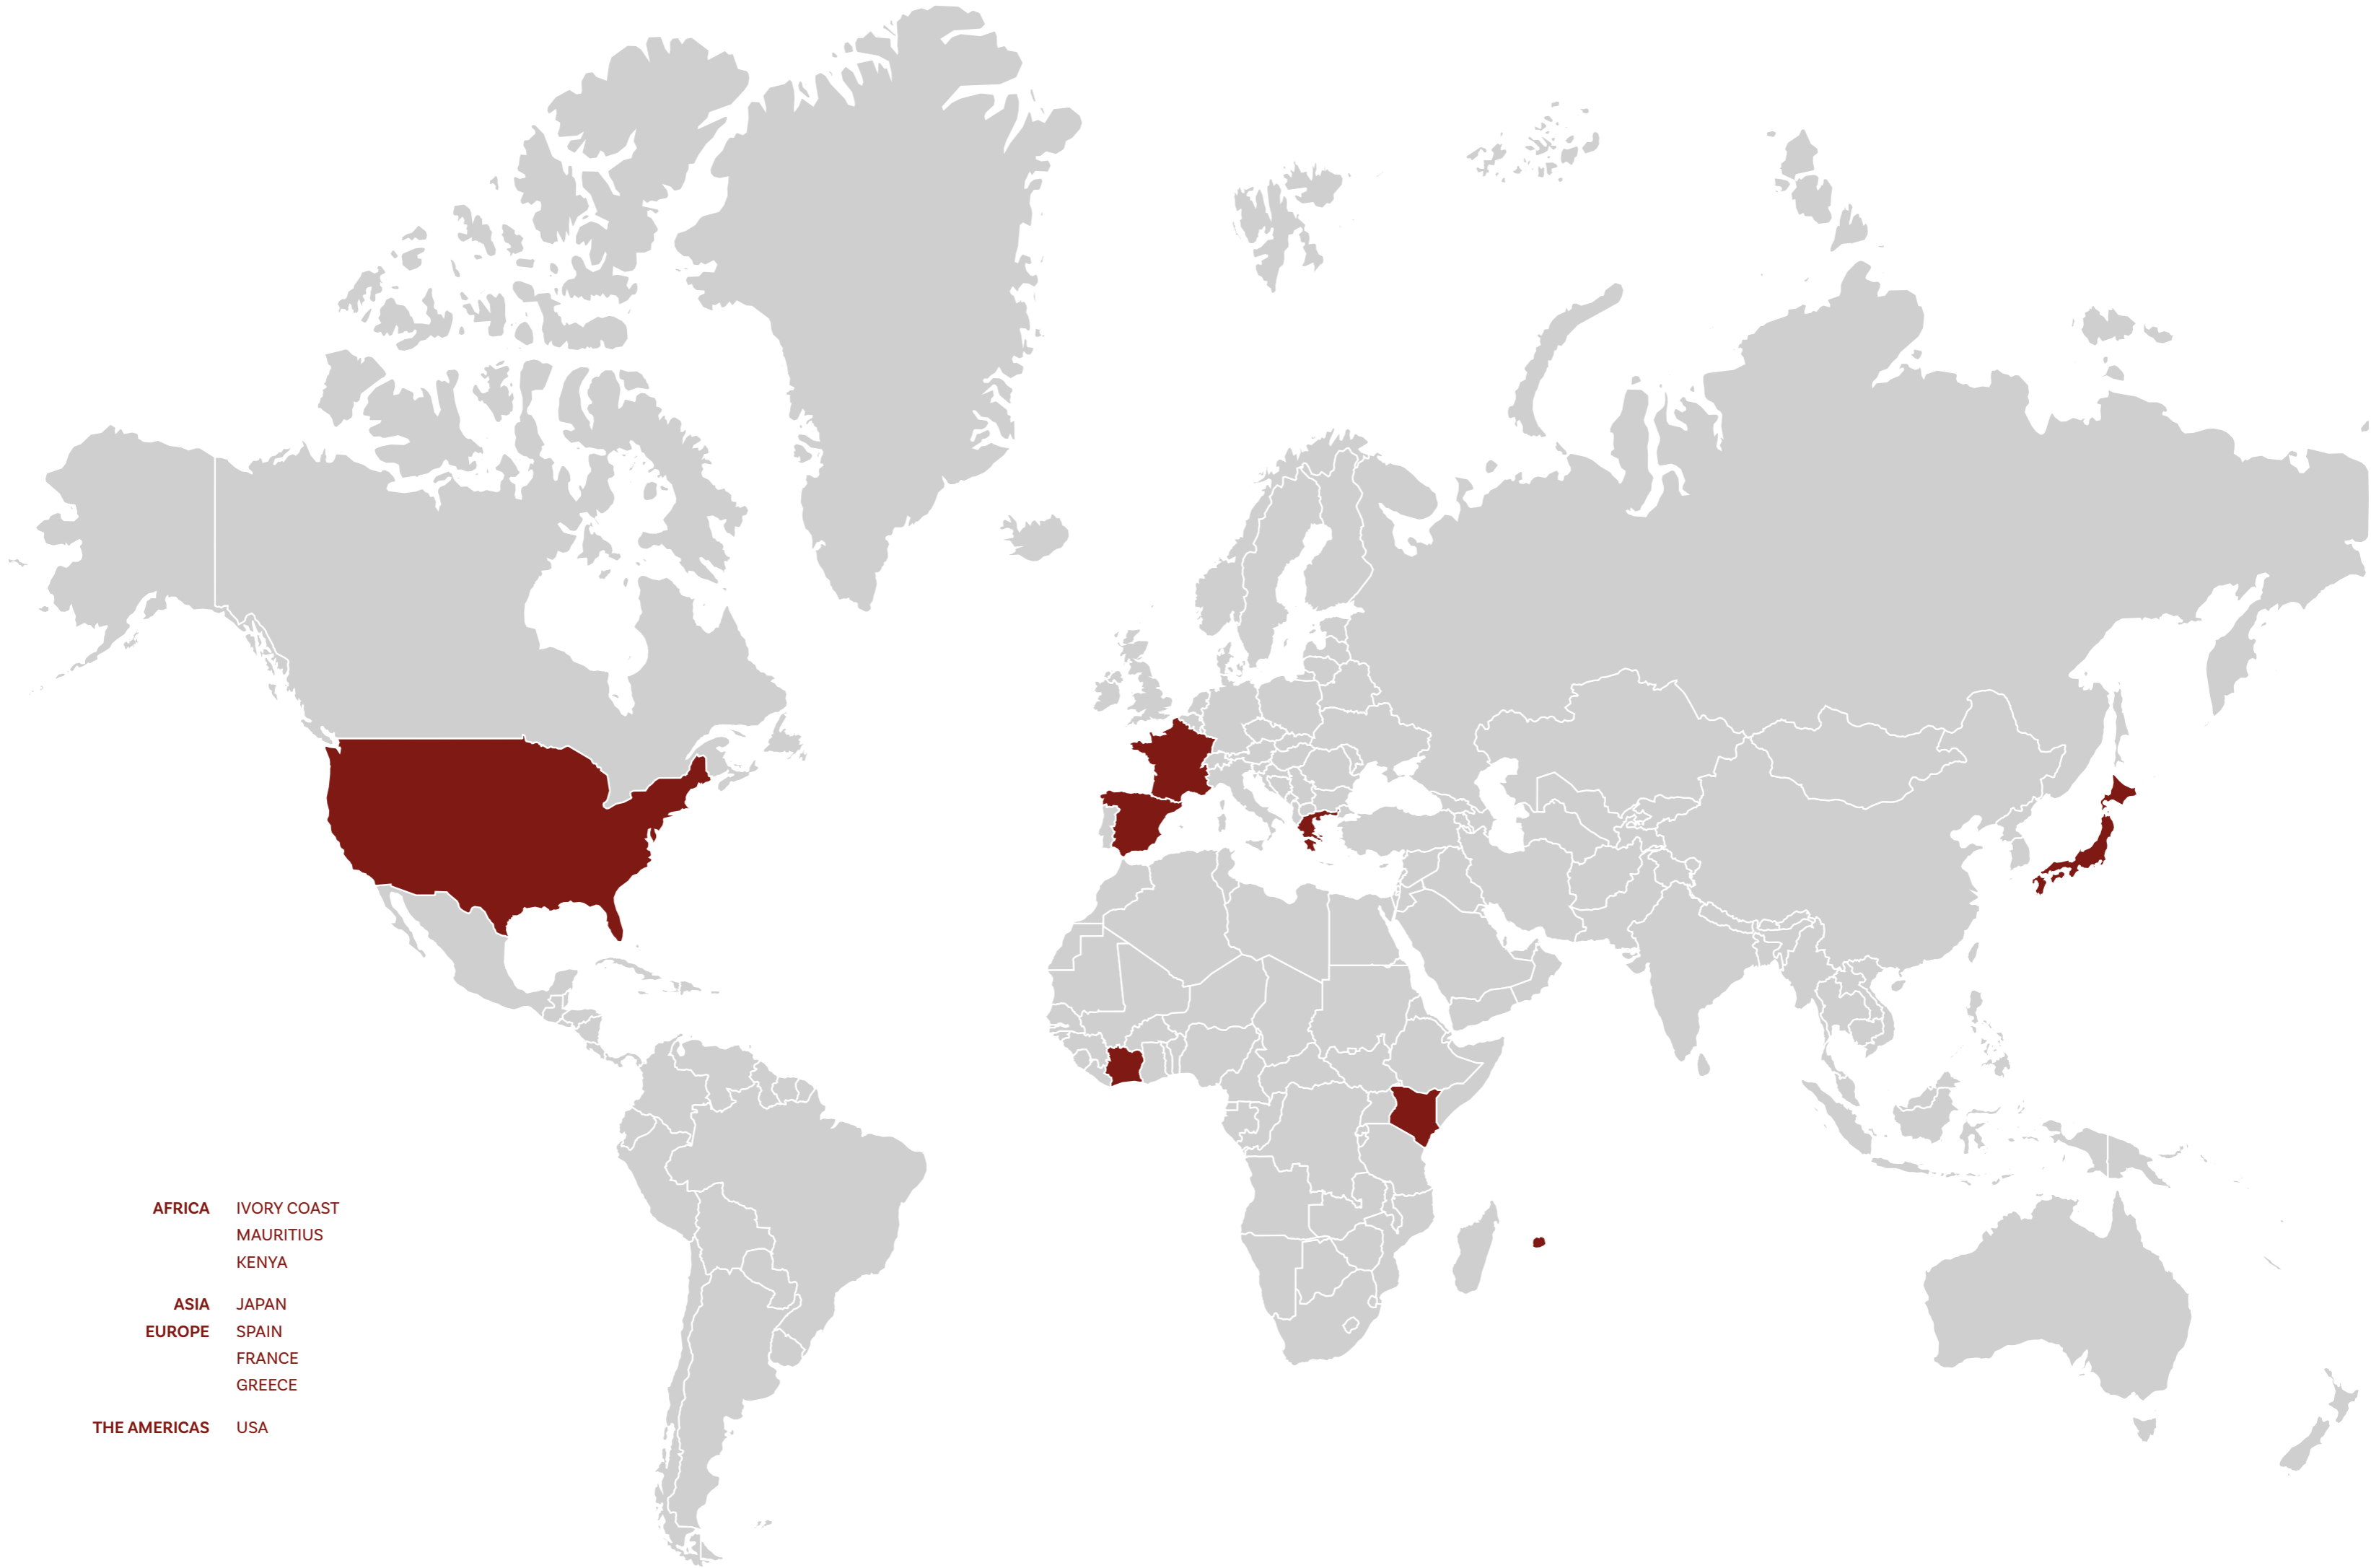 AFRICA IVORY COAST
MAURITIUS
KENYA
ASIA JAPAN
EUROPE SPAIN
FRANCE
GREECE
THE AMERICAS USA